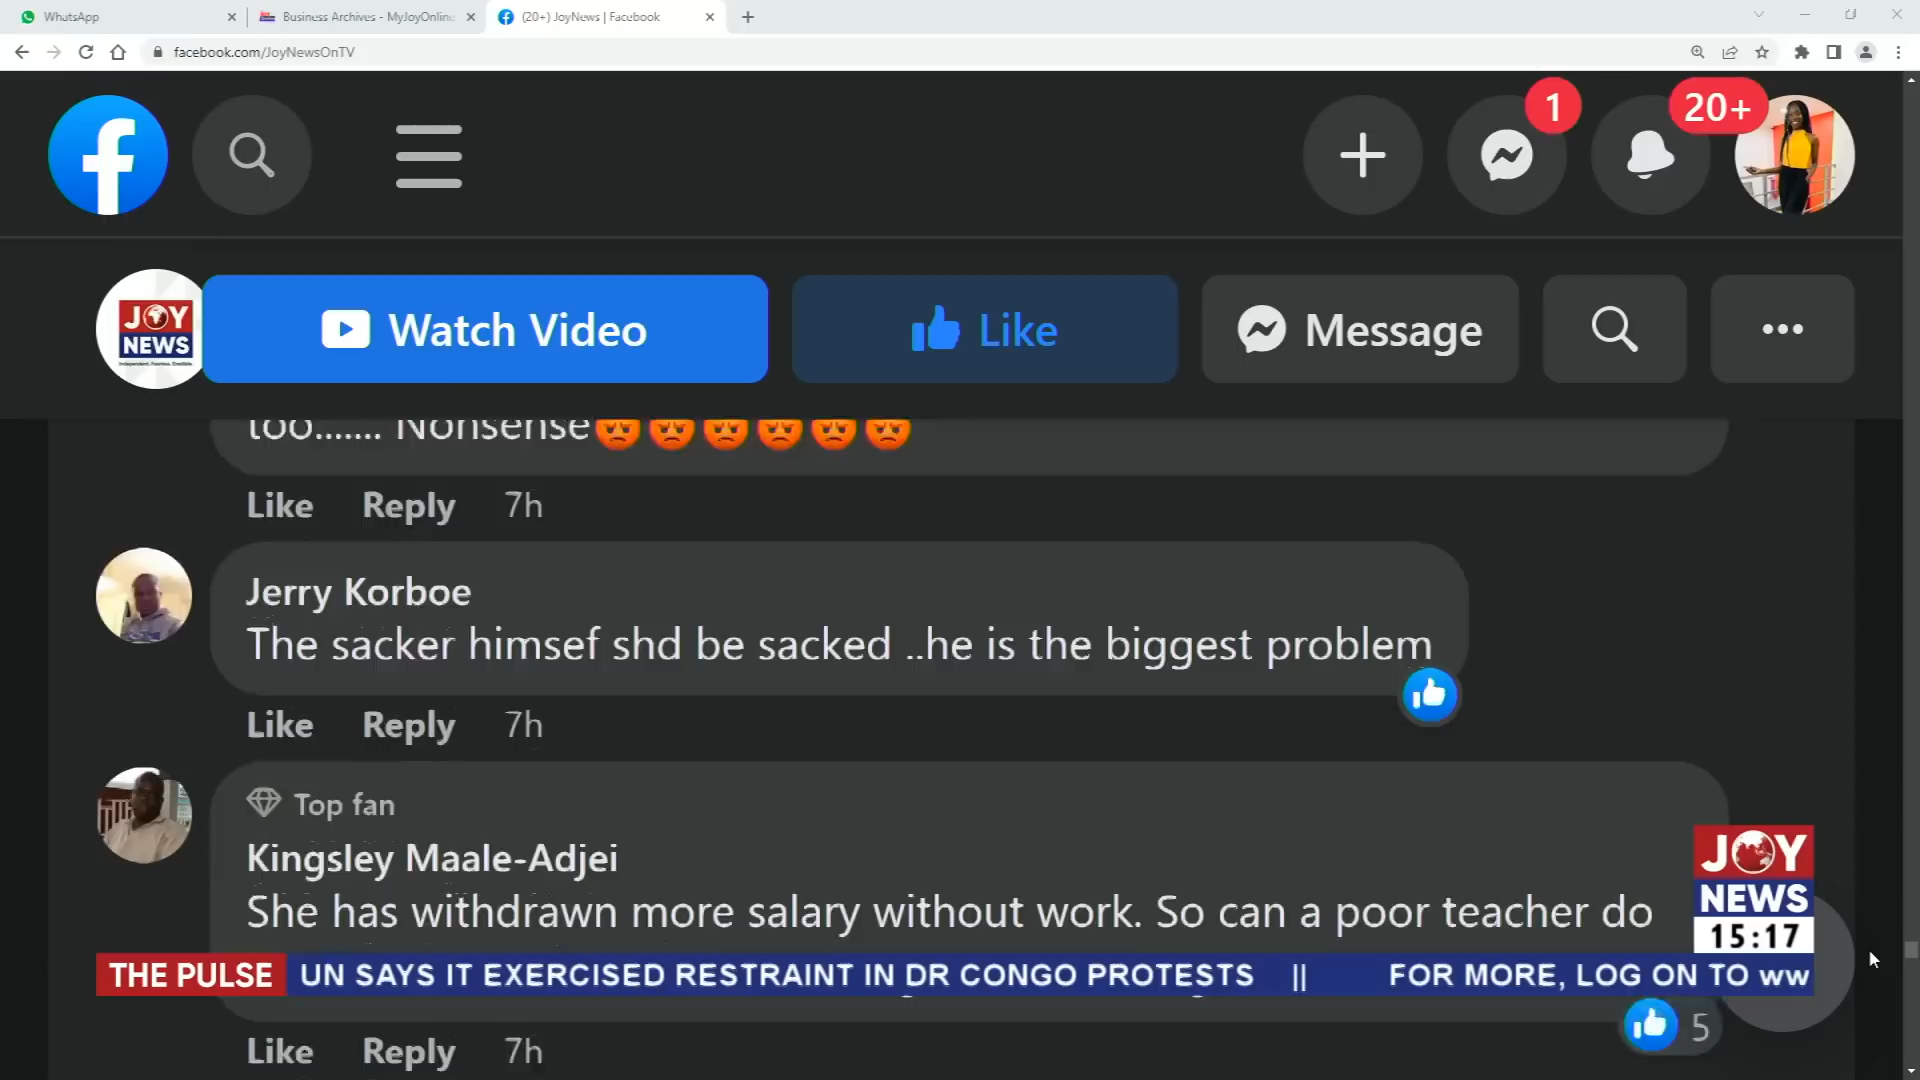 WhatsApp
Business Archives - MyJoyOnline
(20+) JoyNews | Facebook
facebook.com/JoyNewsOnTV
1
20+
JOY
NEWS
Watch Video
Like
Message
too....... Nonsense😡😡😡😡😡😡
Like Reply 7h
Jerry Korboe
The sacker himsef shd be sacked ..he is the biggest problem
Like Reply 7h
Top fan
Kingsley Maale-Adjei
She has withdrawn more salary without work. So can a poor teacher do
JOY
NEWS
15:17
THE PULSE UN SAYS IT EXERCISED RESTRAINT IN DR CONGO PROTESTS || FOR MORE, LOG ON TO ww
5
Like Reply 7h